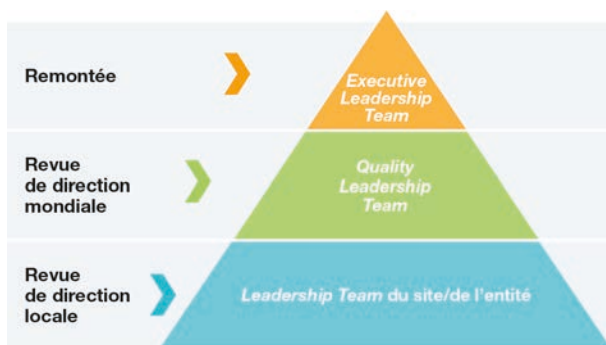 Remontée
Executive
Leadership
Team
Revue
de direction
mondiale
Quality
Leadership
Team
Revue
de direction
locale
Leadership Team du site/de l'entité